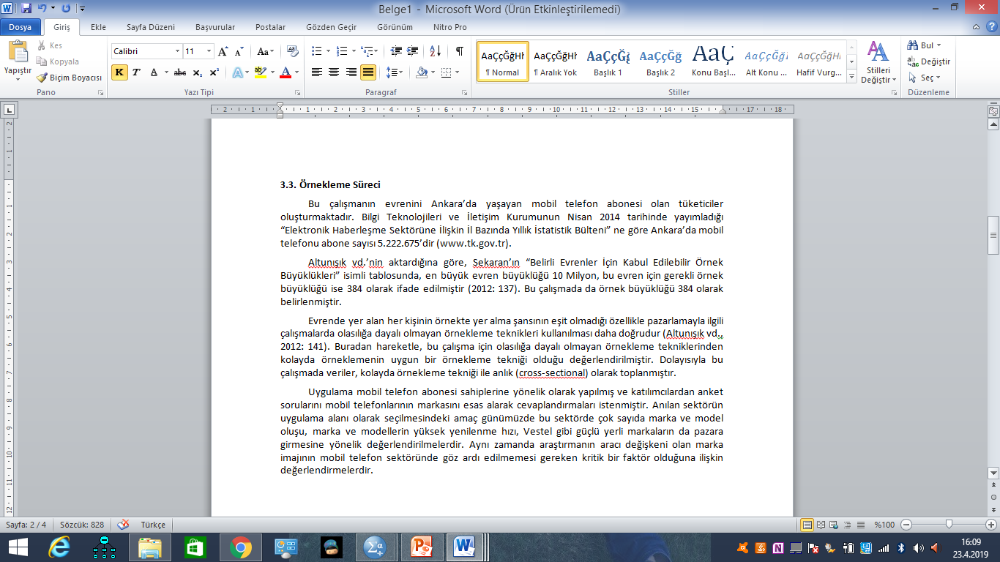 Belge1 - Microsoft Word (Ürün Etkinleştirilemedi)
Dosya Giriş Ekle Sayfa Düzeni Başvurular Postalar Gözden Geçir Görünüm Nitro Pro
Yapıştır
Kes
Kopyala
Biçim Boyacısı
Pano
Calibri 11
K T A abc x₂ x²
Yazı Tipi
Paragraf
AaÇçĞğHl AaÇçĞğHl AaÇçĞğ AaÇçĞğ AaÇ AaÇçĞğİ AaÇçĞğH
¶ Normal ¶ Aralık Yok Başlık 1 Başlık 2 Konu Başl... Alt Konu ... Hafif Vurg...
Stiller
Stilleri
Değiştir
Bul
Değiştir
Seç
Düzenleme
3.3. Örnekleme Süreci
Bu çalışmanın evrenini Ankara’da yaşayan mobil telefon abonesi olan tüketiciler
oluşturmaktadır. Bilgi Teknolojileri ve İletişim Kurumunun Nisan 2014 tarihinde yayımladığı
“Elektronik Haberleşme Sektörüne İlişkin İl Bazında Yıllık İstatistik Bülteni” ne göre Ankara’da mobil
telefonu abone sayısı 5.222.675’dir (www.tk.gov.tr).
Altunışık vd.’nin aktardığına göre, Sekaran’ın “Belirli Evrenler İçin Kabul Edilebilir Örnek
Büyüklükleri” isimli tablosunda, en büyük evren büyüklüğü 10 Milyon, bu evren için gerekli örnek
büyüklüğü ise 384 olarak ifade edilmiştir (2012: 137). Bu çalışmada da örnek büyüklüğü 384 olarak
belirlenmiştir.
Evrende yer alan her kişinin örnekte yer alma şansının eşit olmadığı özellikle pazarlamayla ilgili
çalışmalarda olasılığa dayalı olmayan örnekleme teknikleri kullanılması daha doğrudur (Altunışık vd.,
2012: 141). Buradan hareketle, bu çalışma için olasılığa dayalı olmayan örnekleme tekniklerinden
kolayda örneklemenin uygun bir örnekleme tekniği olduğu değerlendirilmiştir. Dolayısıyla bu
çalışmada veriler, kolayda örnekleme tekniği ile anlık (cross-sectional) olarak toplanmıştır.
Uygulama mobil telefon abonesi sahiplerine yönelik olarak yapılmış ve katılımcılardan anket
sorularını mobil telefonlarının markasını esas alarak cevaplandırmaları istenmiştir. Anılan sektörün
uygulama alanı olarak seçilmesindeki amaç günümüzde bu sektörde çok sayıda marka ve model
oluşu, marka ve modellerin yüksek yenilenme hızı, Vestel gibi güçlü yerli markaların da pazara
girmesine yönelik değerlendirilmelerdir. Aynı zamanda araştırmanın aracı değişkeni olan marka
imajının mobil telefon sektöründe göz ardı edilmemesi gereken kritik bir faktör olduğuna ilişkin
değerlendirmelerdir.
Sayfa: 2 / 4 Sözcük: 828 Türkçe %100
16:09
23.4.2019